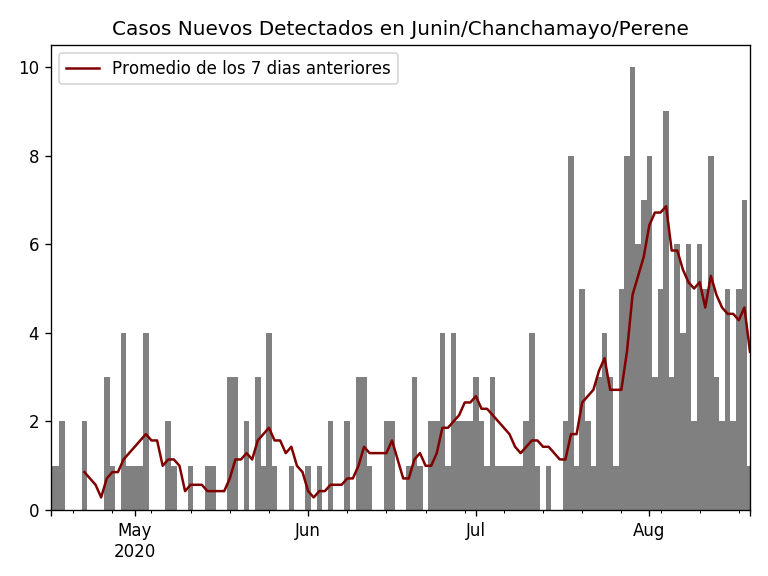 Casos Nuevos Detectados en Junin/Chanchamayo/Perene
Promedio de los 7 dias anteriores
10
8
6
4
2
0
May
2020
Jun
Jul
Aug